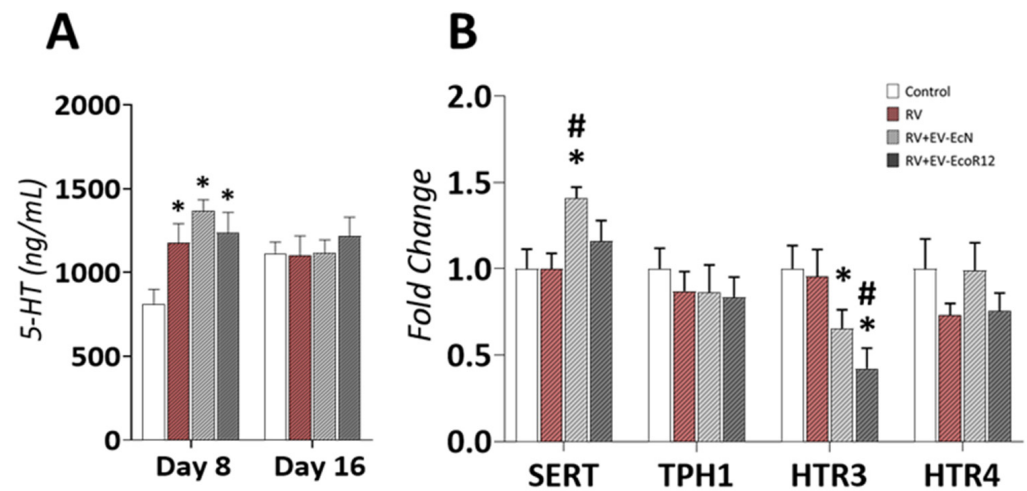 A
5-HT (ng/mL)
2000
1500
1000
500
0
* * *
Day 8 Day 16
B
Fold Change
2.0
1.5
1.0
0.5
0.0
#
*
*
#
*
SERT TPH1 HTR3 HTR4
Control
RV
RV+EV-EcN
RV+EV-EcoR12